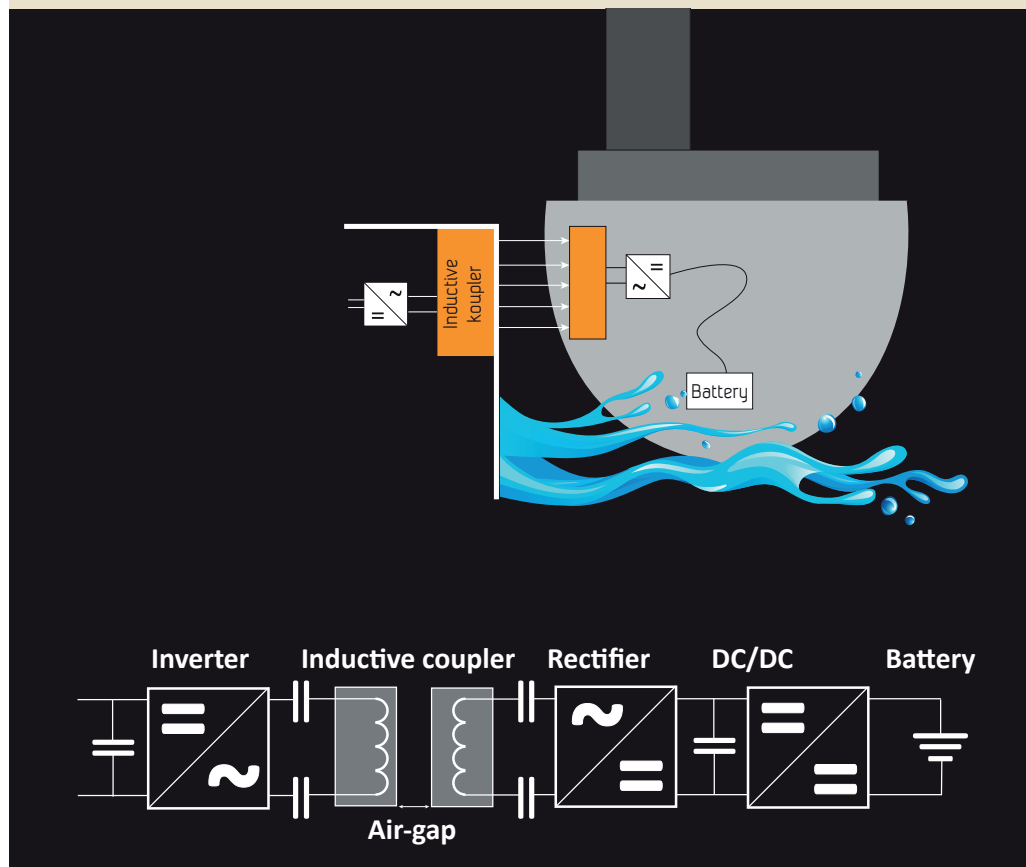 Inductive
koupler
Battery
Inverter Inductive coupler Rectifier DC/DC Battery
Air-gap